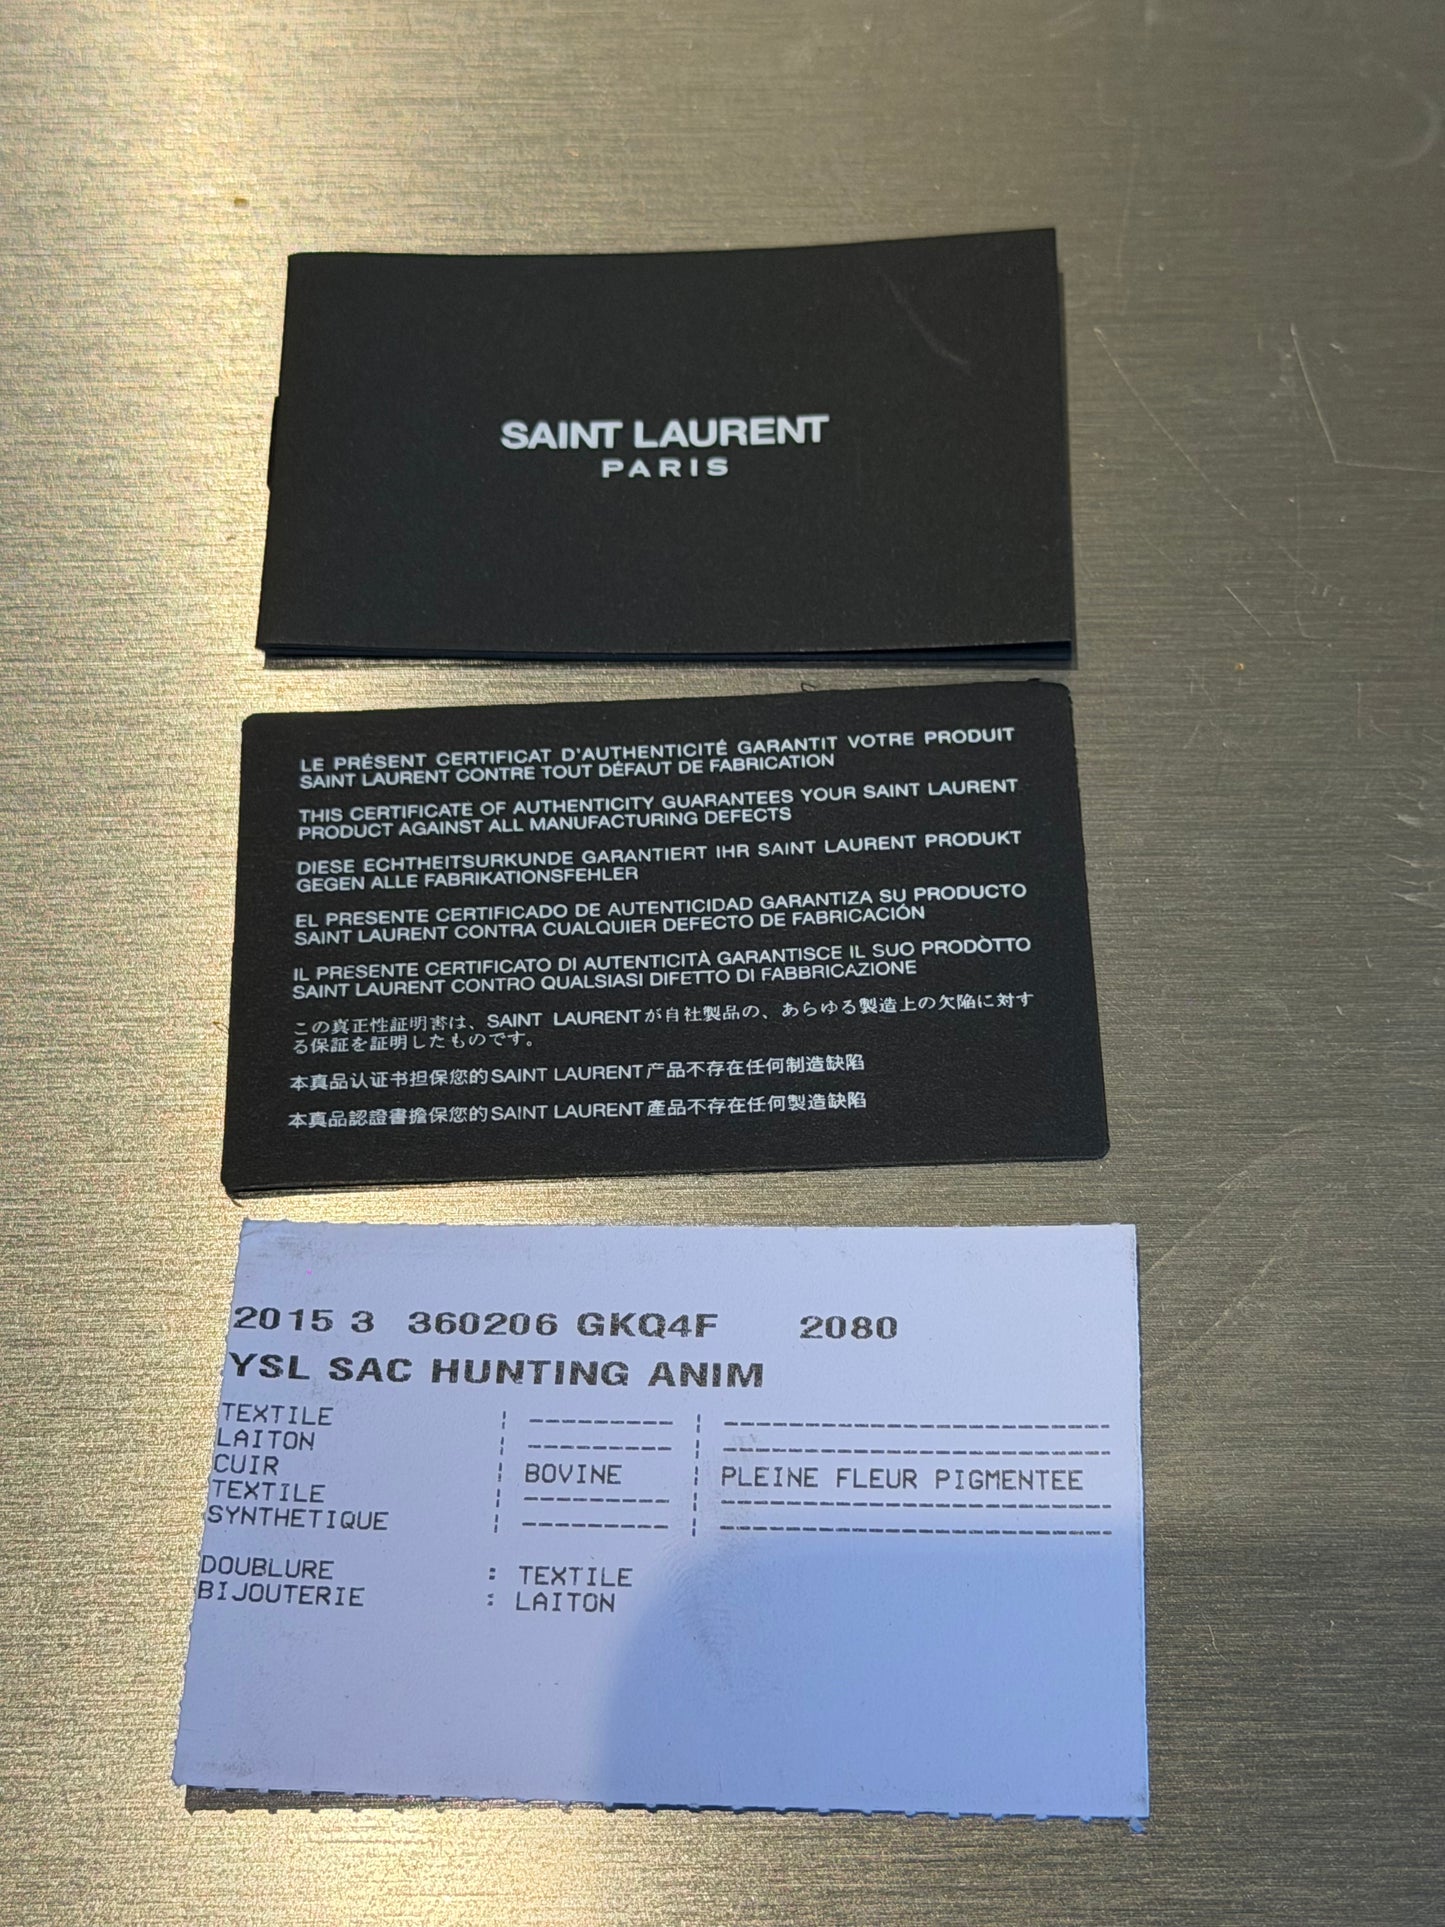 SAINT LAURENT
PARIS
LE PRÉSENT CERTIFICAT D'AUTHENTICITÉ GARANTIT VOTRE PRODUIT
SAINT LAURENT CONTRE TOUT DÉFAUT DE FABRICATION
THIS CERTIFICATE OF AUTHENTICITY GUARANTEES YOUR SAINT LAURENT
PRODUCT AGAINST ALL MANUFACTURING DEFECTS
DIESE ECHTHEITSURKUNDE GARANTIERT IHR SAINT LAURENT PRODUKT
GEGEN ALLE FABRIKATIONSFEHLER
EL PRESENTE CERTIFICADO DE AUTENTICIDAD GARANTIZA SU PRODUCTO
SAINT LAURENT CONTRA CUALQUIER DEFECTO DE FABRICACIÓN
IL PRESENTE CERTIFICATO DI AUTENTICITÀ GARANTISCE IL SUO PRODÒTTO
SAINT LAURENT CONTRO QUALSIASI DIFETTO DI FABBRICAZIONE
この真正性証明書は、SAINT LAURENTが自社製品の、あらゆる製造上の欠陥に対す
る保証を証明したものです。
本真品认证书担保您的SAINT LAURENT产品不存在任何制造缺陷
本真品認證書擔保您的SAINT LAURENT產品不存在任何製造缺陷
2015 3 360206 GKQ4F 2080
YSL SAC HUNTING ANIM
TEXTILE ¦ ---------- ¦ -------------------------
LAITON ¦ ---------- ¦ -------------------------
CUIR ¦ BOVINE ¦ PLEINE FLEUR PIGMENTEE
TEXTILE ¦ ---------- ¦ -------------------------
SYNTHETIQUE ¦ ---------- ¦ -------------------------
DOUBLURE : TEXTILE
BIJOUTERIE : LAITON